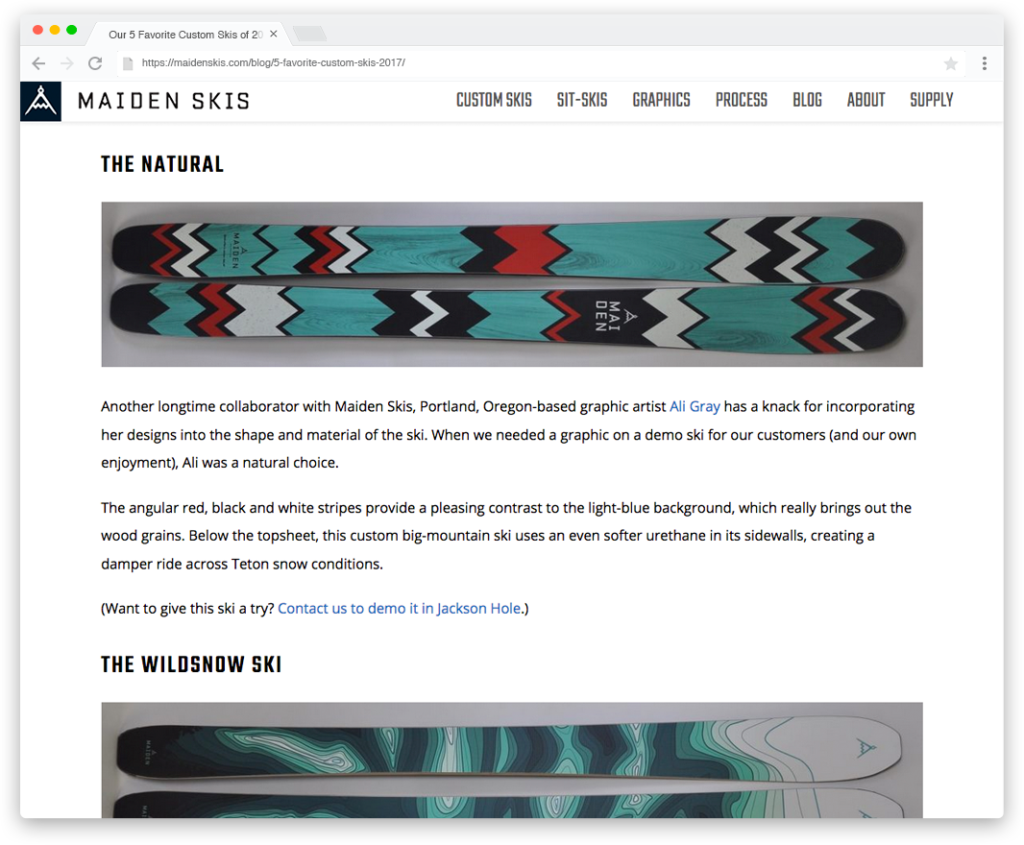 Our 5 Favorite Custom Skis of 20
https://maidenskis.com/blog/5-favorite-custom-skis-2017/
MAIDEN SKIS
CUSTOM SKIS SIT-SKIS GRAPHICS PROCESS BLOG ABOUT SUPPLY
THE NATURAL
MAIDEN
MAI
DEN
Another longtime collaborator with Maiden Skis, Portland, Oregon-based graphic artist Ali Gray has a knack for incorporating
her designs into the shape and material of the ski. When we needed a graphic on a demo ski for our customers (and our own
enjoyment), Ali was a natural choice.
The angular red, black and white stripes provide a pleasing contrast to the light-blue background, which really brings out the
wood grains. Below the topsheet, this custom big-mountain ski uses an even softer urethane in its sidewalls, creating a
damper ride across Teton snow conditions.
(Want to give this ski a try? Contact us to demo it in Jackson Hole.)
THE WILDSNOW SKI
MAIDEN